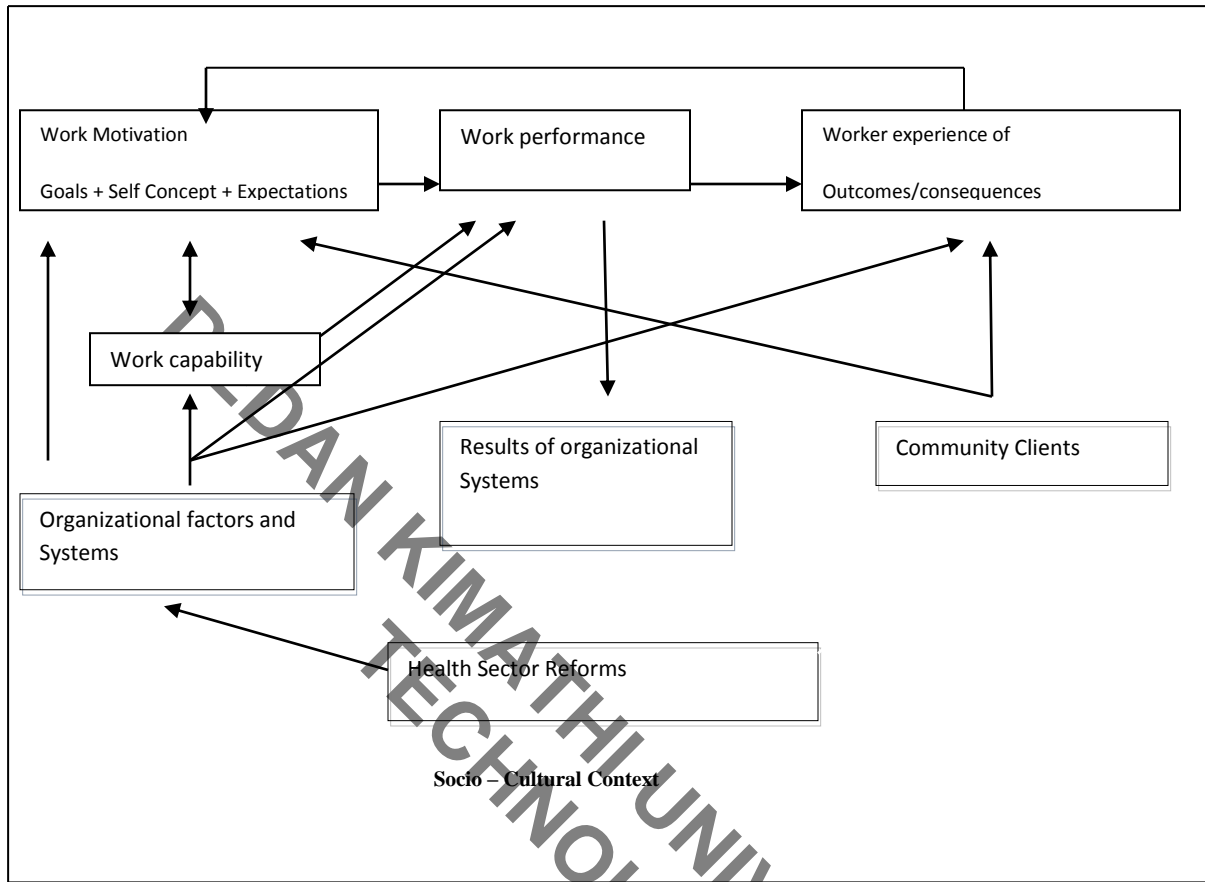 Work Motivation
Goals + Self Concept + Expectations
Work performance
Worker experience of
Outcomes/consequences
Work capability
Results of organizational
Systems
Community Clients
Organizational factors and
Systems
Health Sector Reforms
Socio – Cultural Context
KIMATHI